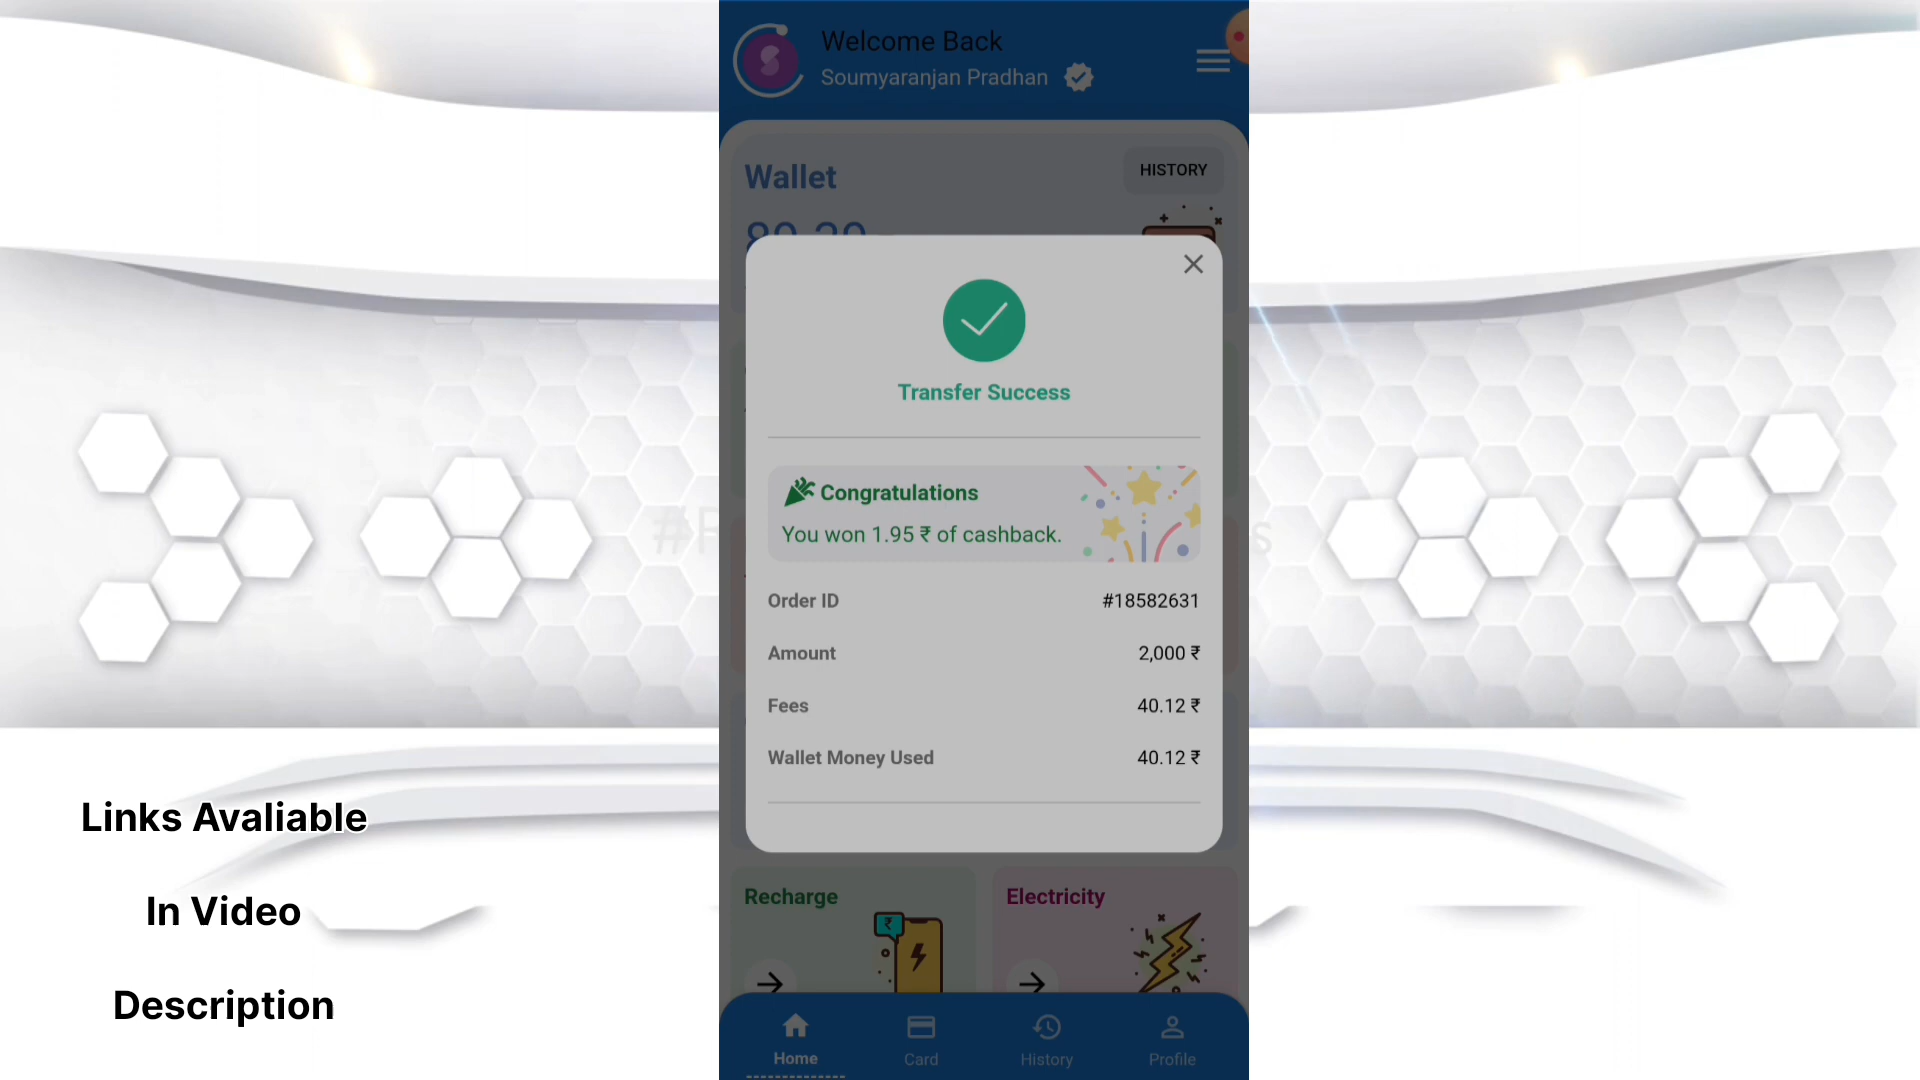 Welcome Back
Soumyaranjan Pradhan
Wallet
HISTORY
Transfer Success
Congratulations
You won 1.95 ₹ of cashback.
Order ID #18582631
Amount 2,000 ₹
Fees 40.12 ₹
Wallet Money Used 40.12 ₹
Recharge
Electricity
Home
Card
History
Profile
Links Avaliable
In Video
Description